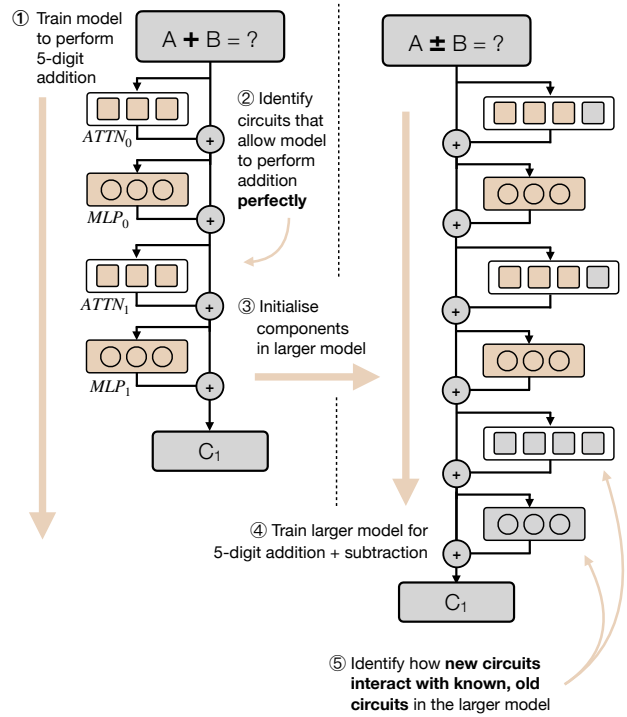 ① Train model
to perform
5-digit
addition
A + B = ?
ATTN₀
+
MLP₀
+
ATTN₁
+
MLP₁
+
C₁
② Identify
circuits that
allow model
to perform
addition
perfectly
③ Initialise
components
in larger model
A ± B = ?
+
+
+
+
+
+
C₁
④ Train larger model for
5-digit addition + subtraction
⑤ Identify how new circuits
interact with known, old
circuits in the larger model